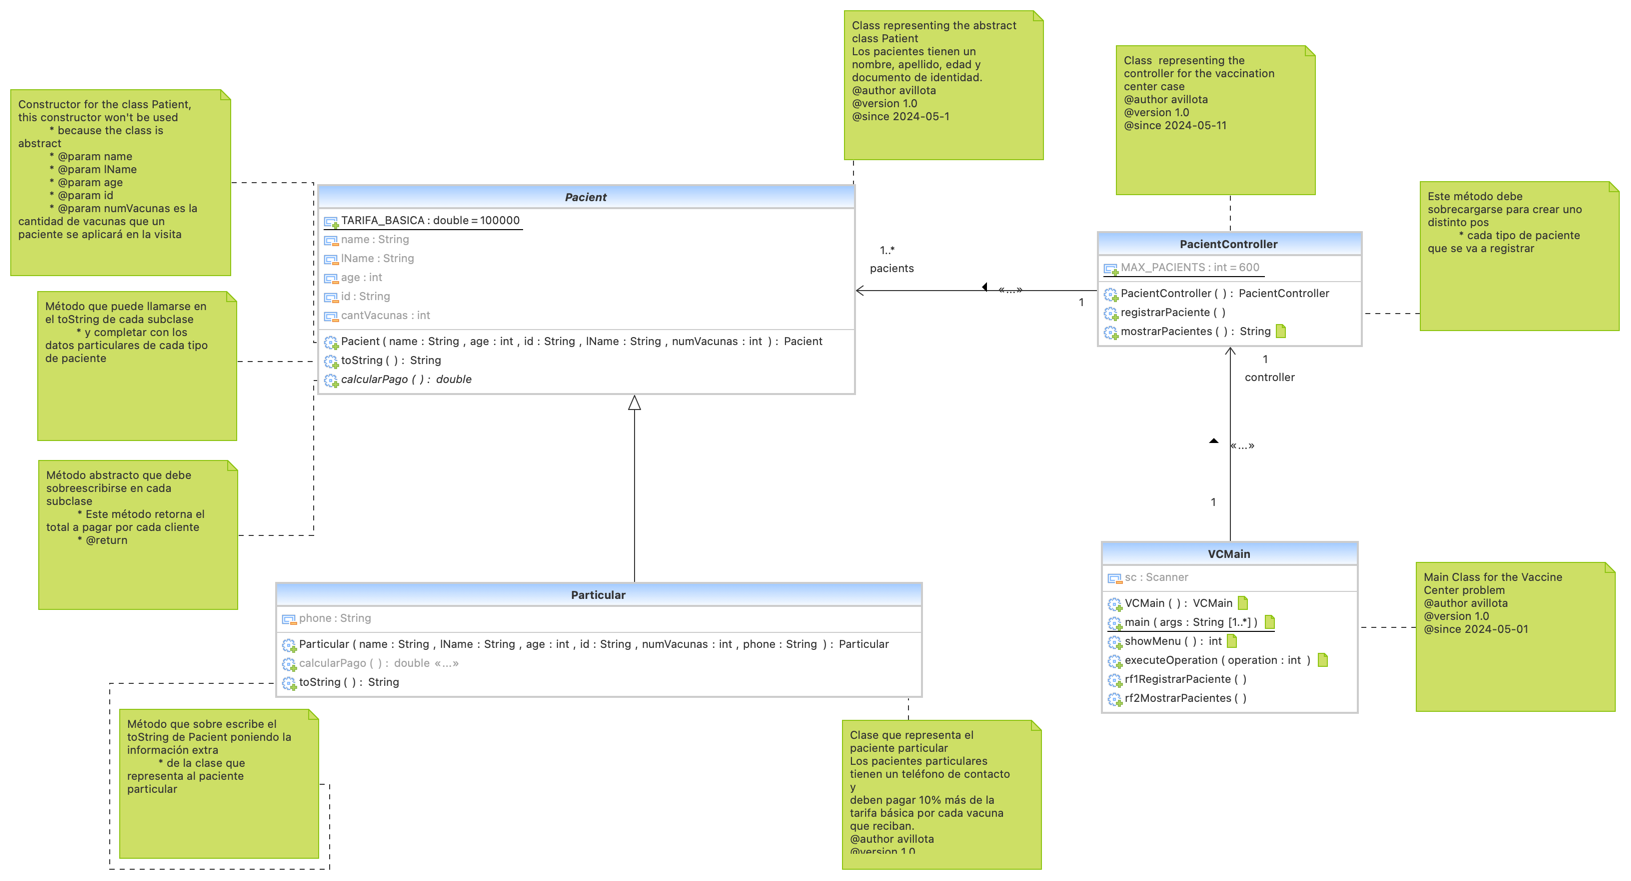 Class representing the abstract
class Patient
Los pacientes tienen un
nombre, apellido, edad y
documento de identidad.
@author avillota
@version 1.0
@since 2024-05-1
Class  representing the
controller for the vaccination
center case
@author avillota
@version 1.0
@since 2024-05-11
Constructor for the class Patient,
this constructor won't be used
* because the class is
abstract
* @param name
* @param lName
* @param age
* @param id
* @param numVacunas es la
cantidad de vacunas que un
paciente se aplicará en la visita
Este método debe
sobrecargarse para crear uno
distinto pos
* cada tipo de paciente
que se va a registrar
Pacient
TARIFA_BASICA : double = 100000
name : String
lName : String
age : int
id : String
cantVacunas : int
Pacient ( name : String , age : int , id : String , lName : String , numVacunas : int  ) :  Pacient
toString ( ) :  String
calcularPago ( ) :  double
1..*
pacients
«...»
1
PacientController
MAX_PACIENTS : int = 600
PacientController ( ) :  PacientController
registrarPaciente ( )
mostrarPacientes ( ) :  String
Método que puede llamarse en
el toString de cada subclase
* y completar con los
datos particulares de cada tipo
de paciente
1
controller
«...»
1
Método abstracto que debe
sobreescribirse en cada
subclase
* Este método retorna el
total a pagar por cada cliente
* @return
VCMain
sc : Scanner
VCMain ( ) :  VCMain
main ( args : String [1..*] )
showMenu ( ) :  int
executeOperation ( operation : int  )
rf1RegistrarPaciente ( )
rf2MostrarPacientes ( )
Main Class for the Vaccine
Center problem
@author avillota
@version 1.0
@since 2024-05-01
Particular
phone : String
Particular ( name : String , lName : String , age : int , id : String , numVacunas : int , phone : String  ) :  Particular
calcularPago ( ) :  double  «...»
toString ( ) :  String
Método que sobre escribe el
toString de Pacient poniendo la
información extra
* de la clase que
representa al paciente
particular
Clase que representa el
paciente particular
Los pacientes particulares
tienen un teléfono de contacto
y
deben pagar 10% más de la
tarifa básica por cada vacuna
que reciban.
@author avillota
@version 1.0